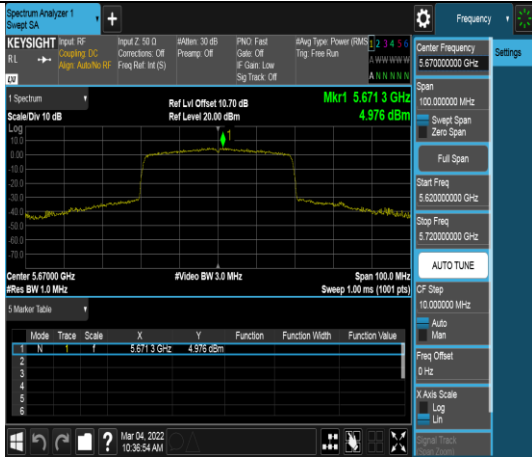 Spectrum Analyzer 1
Swept SA
Frequency
KEYSIGHT
RL
LXI
Input: RF
Coupling: DC
Align: Auto/No RF
Input Z: 50 Ω
Corrections: Off
Freq Ref: Int (S)
#Atten: 30 dB
Preamp: Off
PNO: Fast
Gate: Off
IF Gain: Low
Sig Track: Off
#Avg Type: Power (RMS
Trig: Free Run
1 2 3 4 5 6
A W W W W W
A N N N N N
1 Spectrum
Scale/Div 10 dB
Ref Lvl Offset 10.70 dB
Ref Level 20.00 dBm
Mkr1 5.671 3 GHz
4.976 dBm
Log
10.0
0.00
-10.0
-20.0
-30.0
-40.0
-50.0
-60.0
-70.0
1
Center 5.67000 GHz
#Res BW 1.0 MHz
#Video BW 3.0 MHz
Span 100.0 MHz
Sweep 1.00 ms (1001 pts)
5 Marker Table
Mode Trace Scale X Y Function Function Width Function Value
1 N 1 f 5.671 3 GHz 4.976 dBm
2
3
4
5
6
Mar 04, 2022
10:36:54 AM
Center Frequency
5.670000000 GHz
Settings
Span
100.000000 MHz
Swept Span
Zero Span
Full Span
Start Freq
5.620000000 GHz
Stop Freq
5.720000000 GHz
AUTO TUNE
CF Step
10.000000 MHz
Auto
Man
Freq Offset
0 Hz
X Axis Scale
Log
Lin
Signal Track
(Span Zoom)